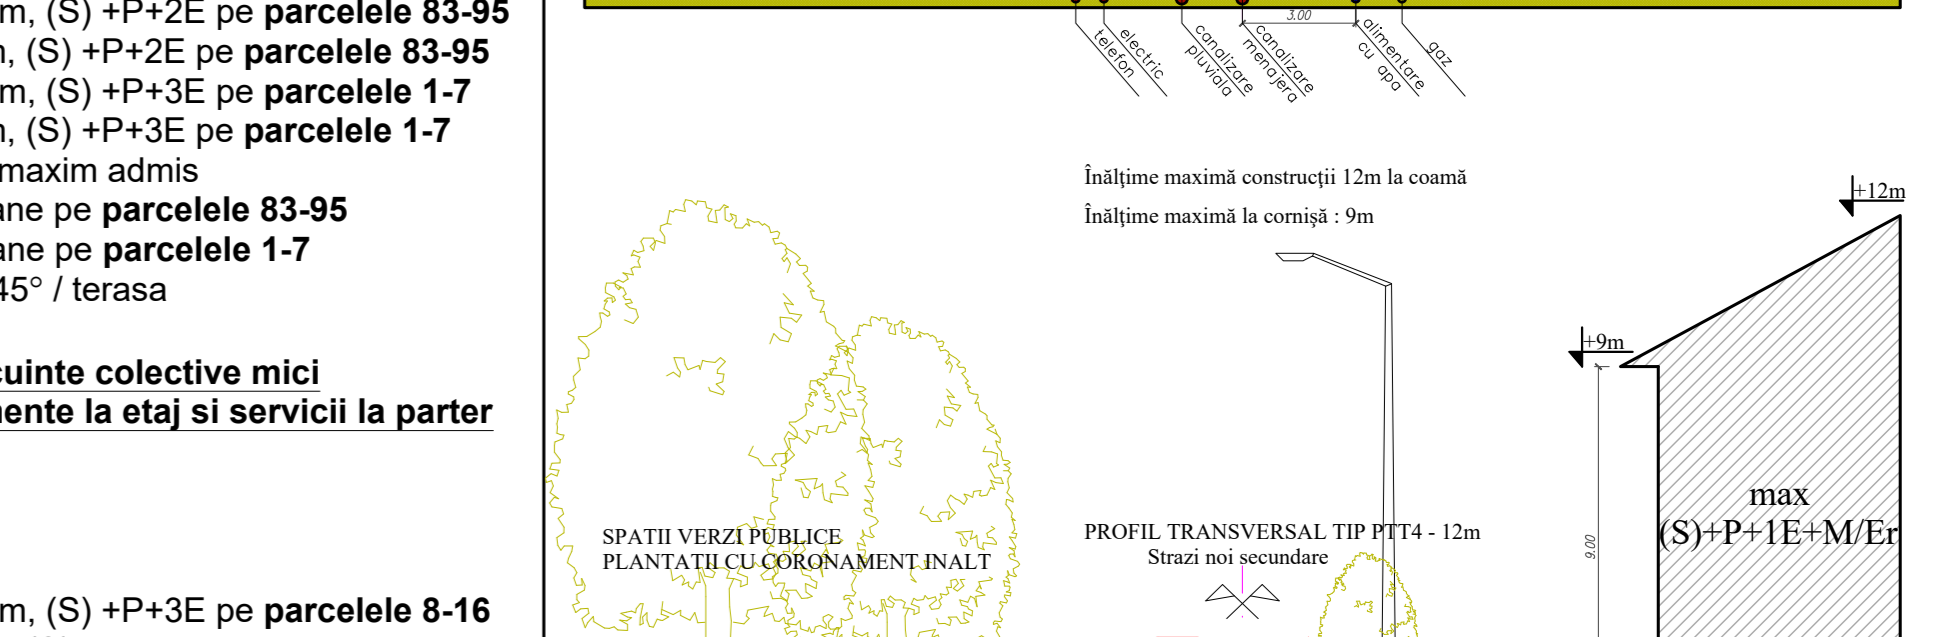 m, (S) +P+2E pe parcelele 83-95
, (S) +P+2E pe parcelele 83-95
m, (S) +P+3E pe parcelele 1-7
, (S) +P+3E pe parcelele 1-7
maxim admis
ane pe parcelele 83-95
ane pe parcelele 1-7
45° / terasa
cuinte colective mici
ente la etaj si servicii la parter
m, (S) +P+3E pe parcelele 8-16
3.00
telefon
electric
canalizare
pluviala
canalizare
menajera
alimentare
cu apa
gaz
Înălţime maximă construcţii 12m la coamă
Înălţime maximă la cornişă : 9m
+12m
+9m
9.00
max
(S)+P+1E+M/Er
SPATII VERZI PUBLICE
PLANTATII CU CORONAMENT INALT
PROFIL TRANSVERSAL TIP PTT4 - 12m
Strazi noi secundare